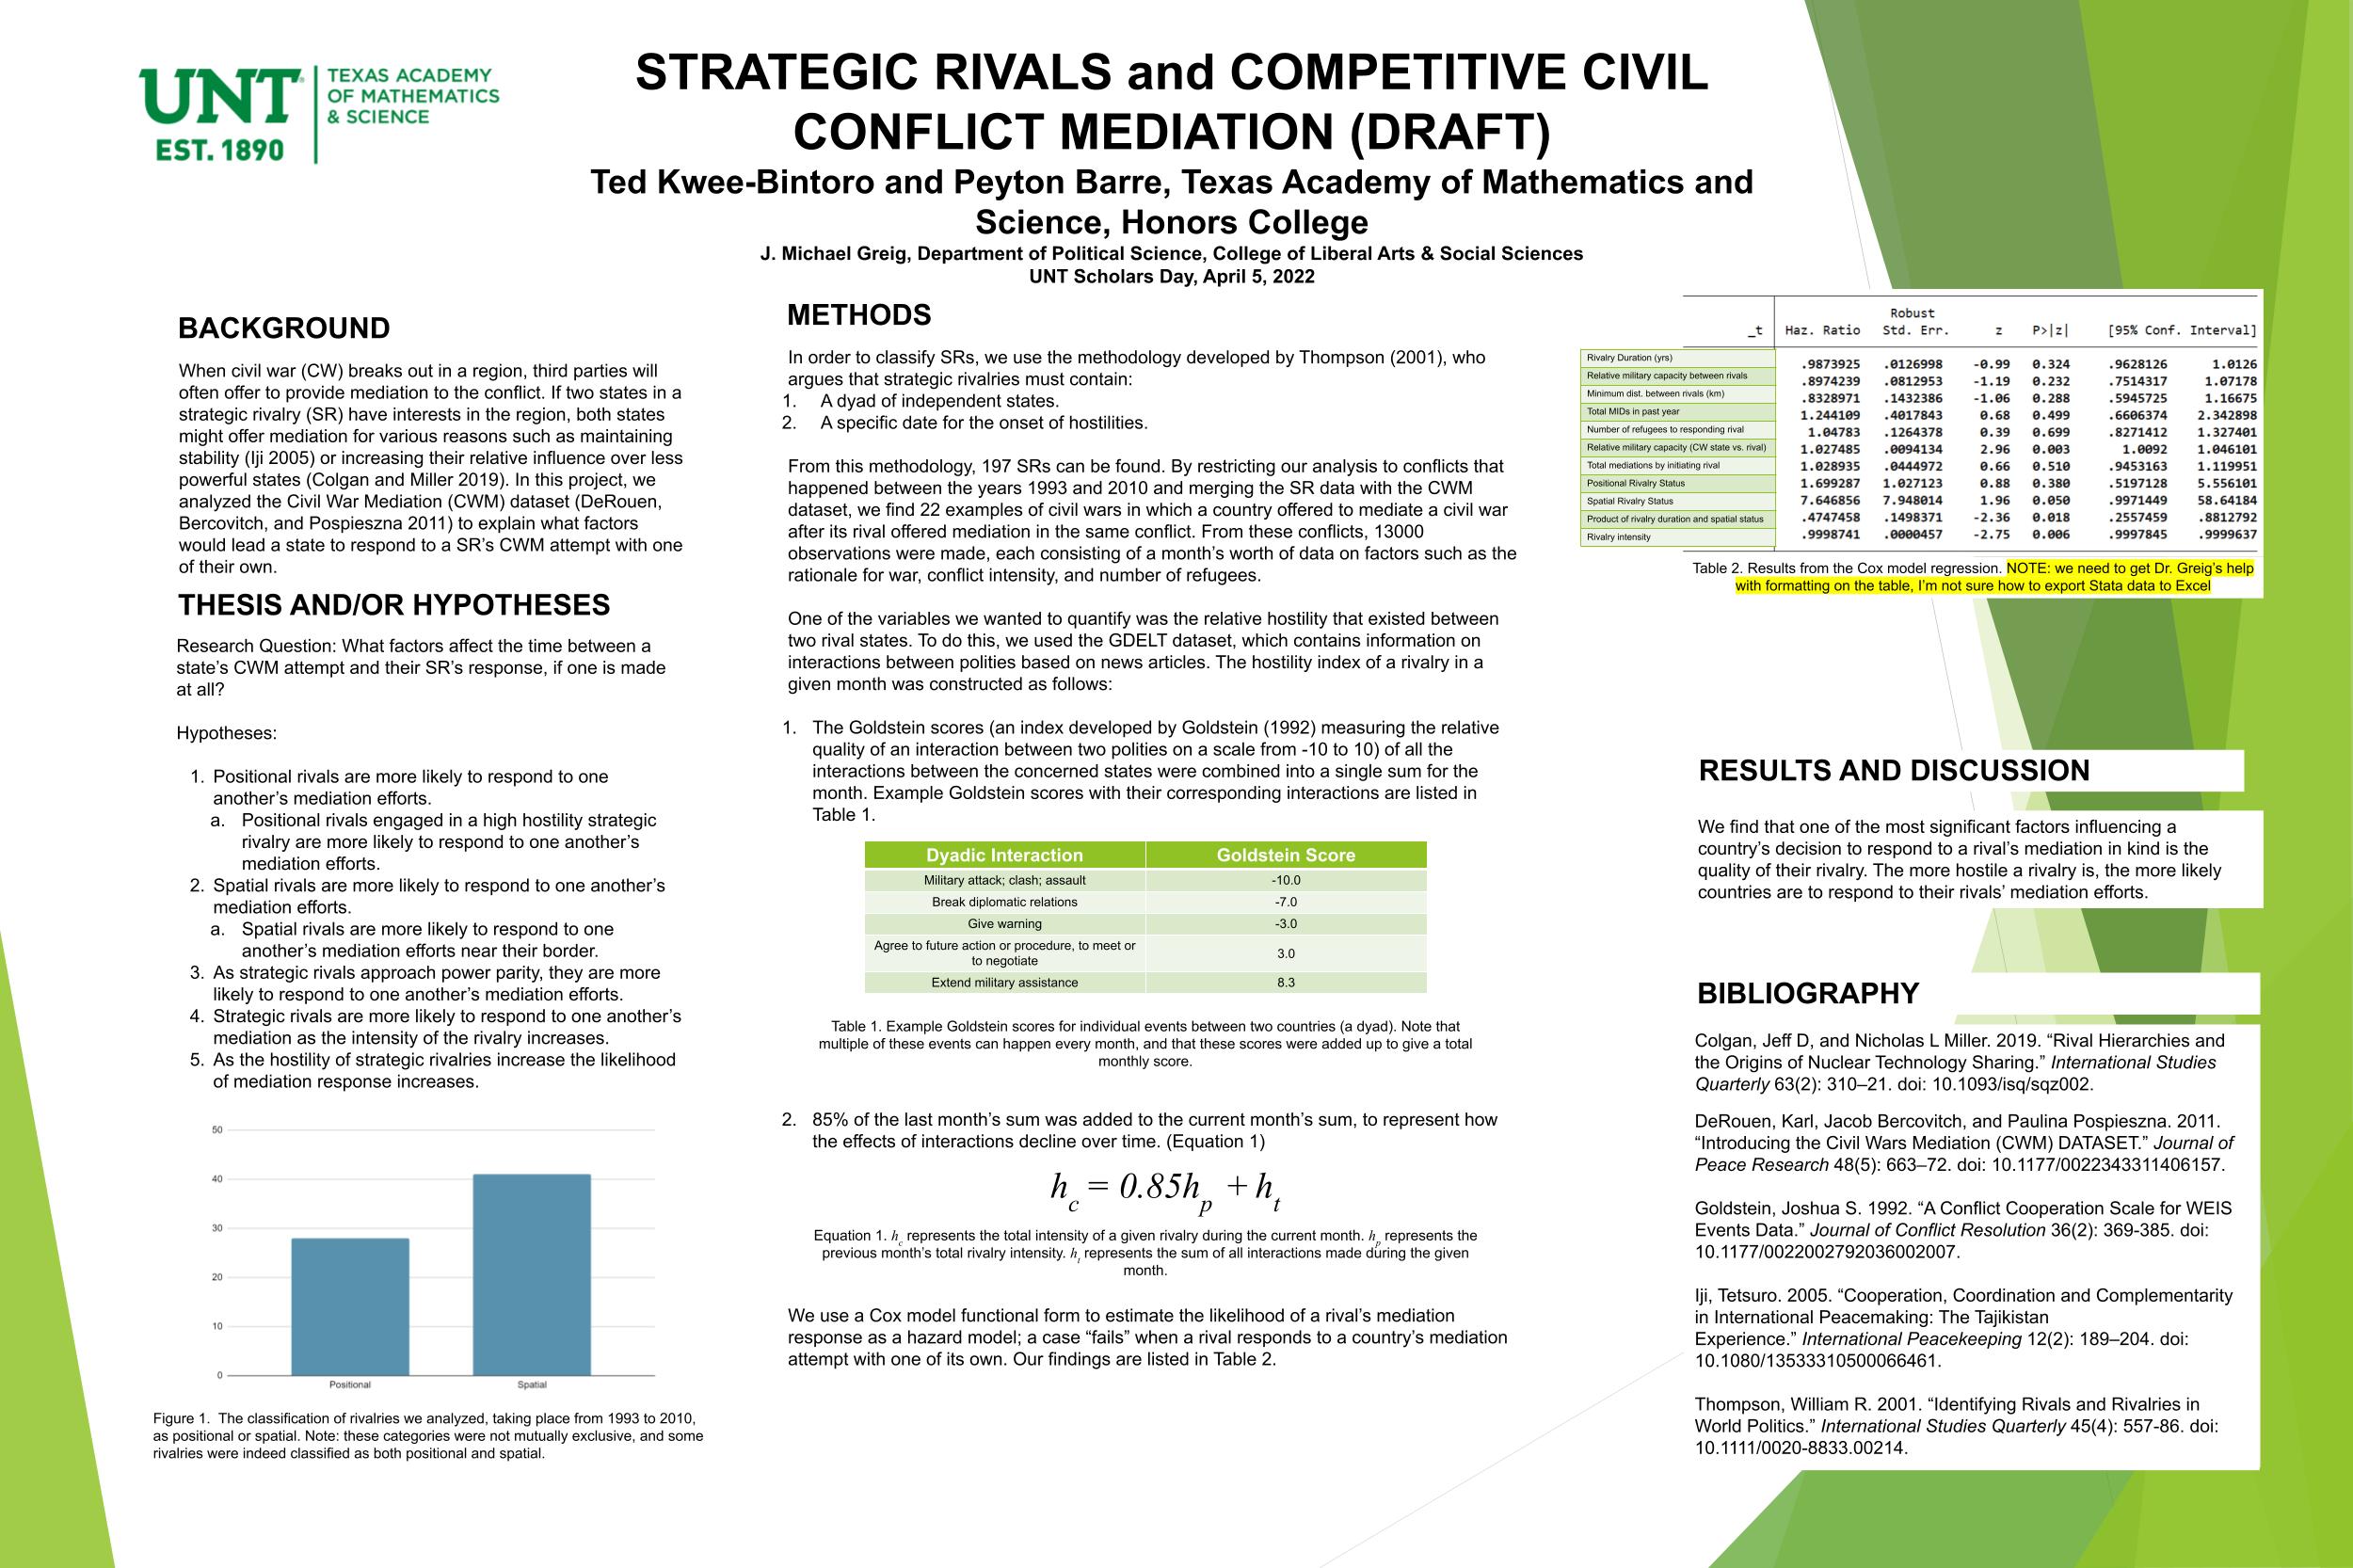 UNT
EST. 1890
TEXAS ACADEMY
OF MATHEMATICS
& SCIENCE
STRATEGIC RIVALS and COMPETITIVE CIVIL
CONFLICT MEDIATION (DRAFT)
Ted Kwee-Bintoro and Peyton Barre, Texas Academy of Mathematics and
Science, Honors College
J. Michael Greig, Department of Political Science, College of Liberal Arts & Social Sciences
UNT Scholars Day, April 5, 2022
BACKGROUND
When civil war (CW) breaks out in a region, third parties will
often offer to provide mediation to the conflict. If two states in a
strategic rivalry (SR) have interests in the region, both states
might offer mediation for various reasons such as maintaining
stability (Iji 2005) or increasing their relative influence over less
powerful states (Colgan and Miller 2019). In this project, we
analyzed the Civil War Mediation (CWM) dataset (DeRouen,
Bercovitch, and Pospieszna 2011) to explain what factors
would lead a state to respond to a SR’s CWM attempt with one
of their own.
THESIS AND/OR HYPOTHESES
Research Question: What factors affect the time between a
state’s CWM attempt and their SR’s response, if one is made
at all?
Hypotheses:
1. Positional rivals are more likely to respond to one
another’s mediation efforts.
a. Positional rivals engaged in a high hostility strategic
rivalry are more likely to respond to one another’s
mediation efforts.
2. Spatial rivals are more likely to respond to one another’s
mediation efforts.
a. Spatial rivals are more likely to respond to one
another’s mediation efforts near their border.
3. As strategic rivals approach power parity, they are more
likely to respond to one another’s mediation efforts.
4. Strategic rivals are more likely to respond to one another’s
mediation as the intensity of the rivalry increases.
5. As the hostility of strategic rivalries increase the likelihood
of mediation response increases.
50
40
30
20
10
0
Positional Spatial
Figure 1. The classification of rivalries we analyzed, taking place from 1993 to 2010,
as positional or spatial. Note: these categories were not mutually exclusive, and some
rivalries were indeed classified as both positional and spatial.
METHODS
In order to classify SRs, we use the methodology developed by Thompson (2001), who
argues that strategic rivalries must contain:
1. A dyad of independent states.
2. A specific date for the onset of hostilities.
From this methodology, 197 SRs can be found. By restricting our analysis to conflicts that
happened between the years 1993 and 2010 and merging the SR data with the CWM
dataset, we find 22 examples of civil wars in which a country offered to mediate a civil war
after its rival offered mediation in the same conflict. From these conflicts, 13000
observations were made, each consisting of a month’s worth of data on factors such as the
rationale for war, conflict intensity, and number of refugees.
One of the variables we wanted to quantify was the relative hostility that existed between
two rival states. To do this, we used the GDELT dataset, which contains information on
interactions between polities based on news articles. The hostility index of a rivalry in a
given month was constructed as follows:
1. The Goldstein scores (an index developed by Goldstein (1992) measuring the relative
quality of an interaction between two polities on a scale from -10 to 10) of all the
interactions between the concerned states were combined into a single sum for the
month. Example Goldstein scores with their corresponding interactions are listed in
Table 1.
Dyadic Interaction Goldstein Score
Military attack; clash; assault -10.0
Break diplomatic relations -7.0
Give warning -3.0
Agree to future action or procedure, to meet or
to negotiate 3.0
Extend military assistance 8.3
Table 1. Example Goldstein scores for individual events between two countries (a dyad). Note that
multiple of these events can happen every month, and that these scores were added up to give a total
monthly score.
2. 85% of the last month’s sum was added to the current month’s sum, to represent how
the effects of interactions decline over time. (Equation 1)
h_c = 0.85h_p + h_t
Equation 1. h_c represents the total intensity of a given rivalry during the current month. h_p represents the
previous month’s total rivalry intensity. h_t represents the sum of all interactions made during the given
month.
We use a Cox model functional form to estimate the likelihood of a rival’s mediation
response as a hazard model; a case “fails” when a rival responds to a country’s mediation
attempt with one of its own. Our findings are listed in Table 2.
Robust
_t Haz. Ratio Std. Err. z P>|z| [95% Conf. Interval]
Rivalry Duration (yrs) .9873925 .0126998 -0.99 0.324 .9628126 1.0126
Relative military capacity between rivals .8974239 .0812953 -1.19 0.232 .7514317 1.07178
Minimum dist. between rivals (km) .8328971 .1432386 -1.06 0.288 .5945725 1.16675
Total MIDs in past year 1.244109 .4017843 0.68 0.499 .6606374 2.342898
Number of refugees to responding rival 1.04783 .1264378 0.39 0.699 .8271412 1.327401
Relative military capacity (CW state vs. rival) 1.027485 .0094134 2.96 0.003 1.0092 1.046101
Total mediations by initiating rival 1.028935 .0444972 0.66 0.510 .9453163 1.119951
Positional Rivalry Status 1.699287 1.027123 0.88 0.380 .5197128 5.556101
Spatial Rivalry Status 7.646856 7.948014 1.96 0.050 .9971449 58.64184
Product of rivalry duration and spatial status .4747458 .1498371 -2.36 0.018 .2557459 .8812792
Rivalry intensity .9998741 .0000457 -2.75 0.006 .9997845 .9999637
Table 2. Results from the Cox model regression. NOTE: we need to get Dr. Greig’s help
with formatting on the table, I’m not sure how to export Stata data to Excel
RESULTS AND DISCUSSION
We find that one of the most significant factors influencing a
country’s decision to respond to a rival’s mediation in kind is the
quality of their rivalry. The more hostile a rivalry is, the more likely
countries are to respond to their rivals’ mediation efforts.
BIBLIOGRAPHY
Colgan, Jeff D, and Nicholas L Miller. 2019. “Rival Hierarchies and
the Origins of Nuclear Technology Sharing.” International Studies
Quarterly 63(2): 310–21. doi: 10.1093/isq/sqz002.
DeRouen, Karl, Jacob Bercovitch, and Paulina Pospieszna. 2011.
“Introducing the Civil Wars Mediation (CWM) DATASET.” Journal of
Peace Research 48(5): 663–72. doi: 10.1177/0022343311406157.
Goldstein, Joshua S. 1992. “A Conflict Cooperation Scale for WEIS
Events Data.” Journal of Conflict Resolution 36(2): 369-385. doi:
10.1177/0022002792036002007.
Iji, Tetsuro. 2005. “Cooperation, Coordination and Complementarity
in International Peacemaking: The Tajikistan
Experience.” International Peacekeeping 12(2): 189–204. doi:
10.1080/13533310500066461.
Thompson, William R. 2001. “Identifying Rivals and Rivalries in
World Politics.” International Studies Quarterly 45(4): 557-86. doi:
10.1111/0020-8833.00214.